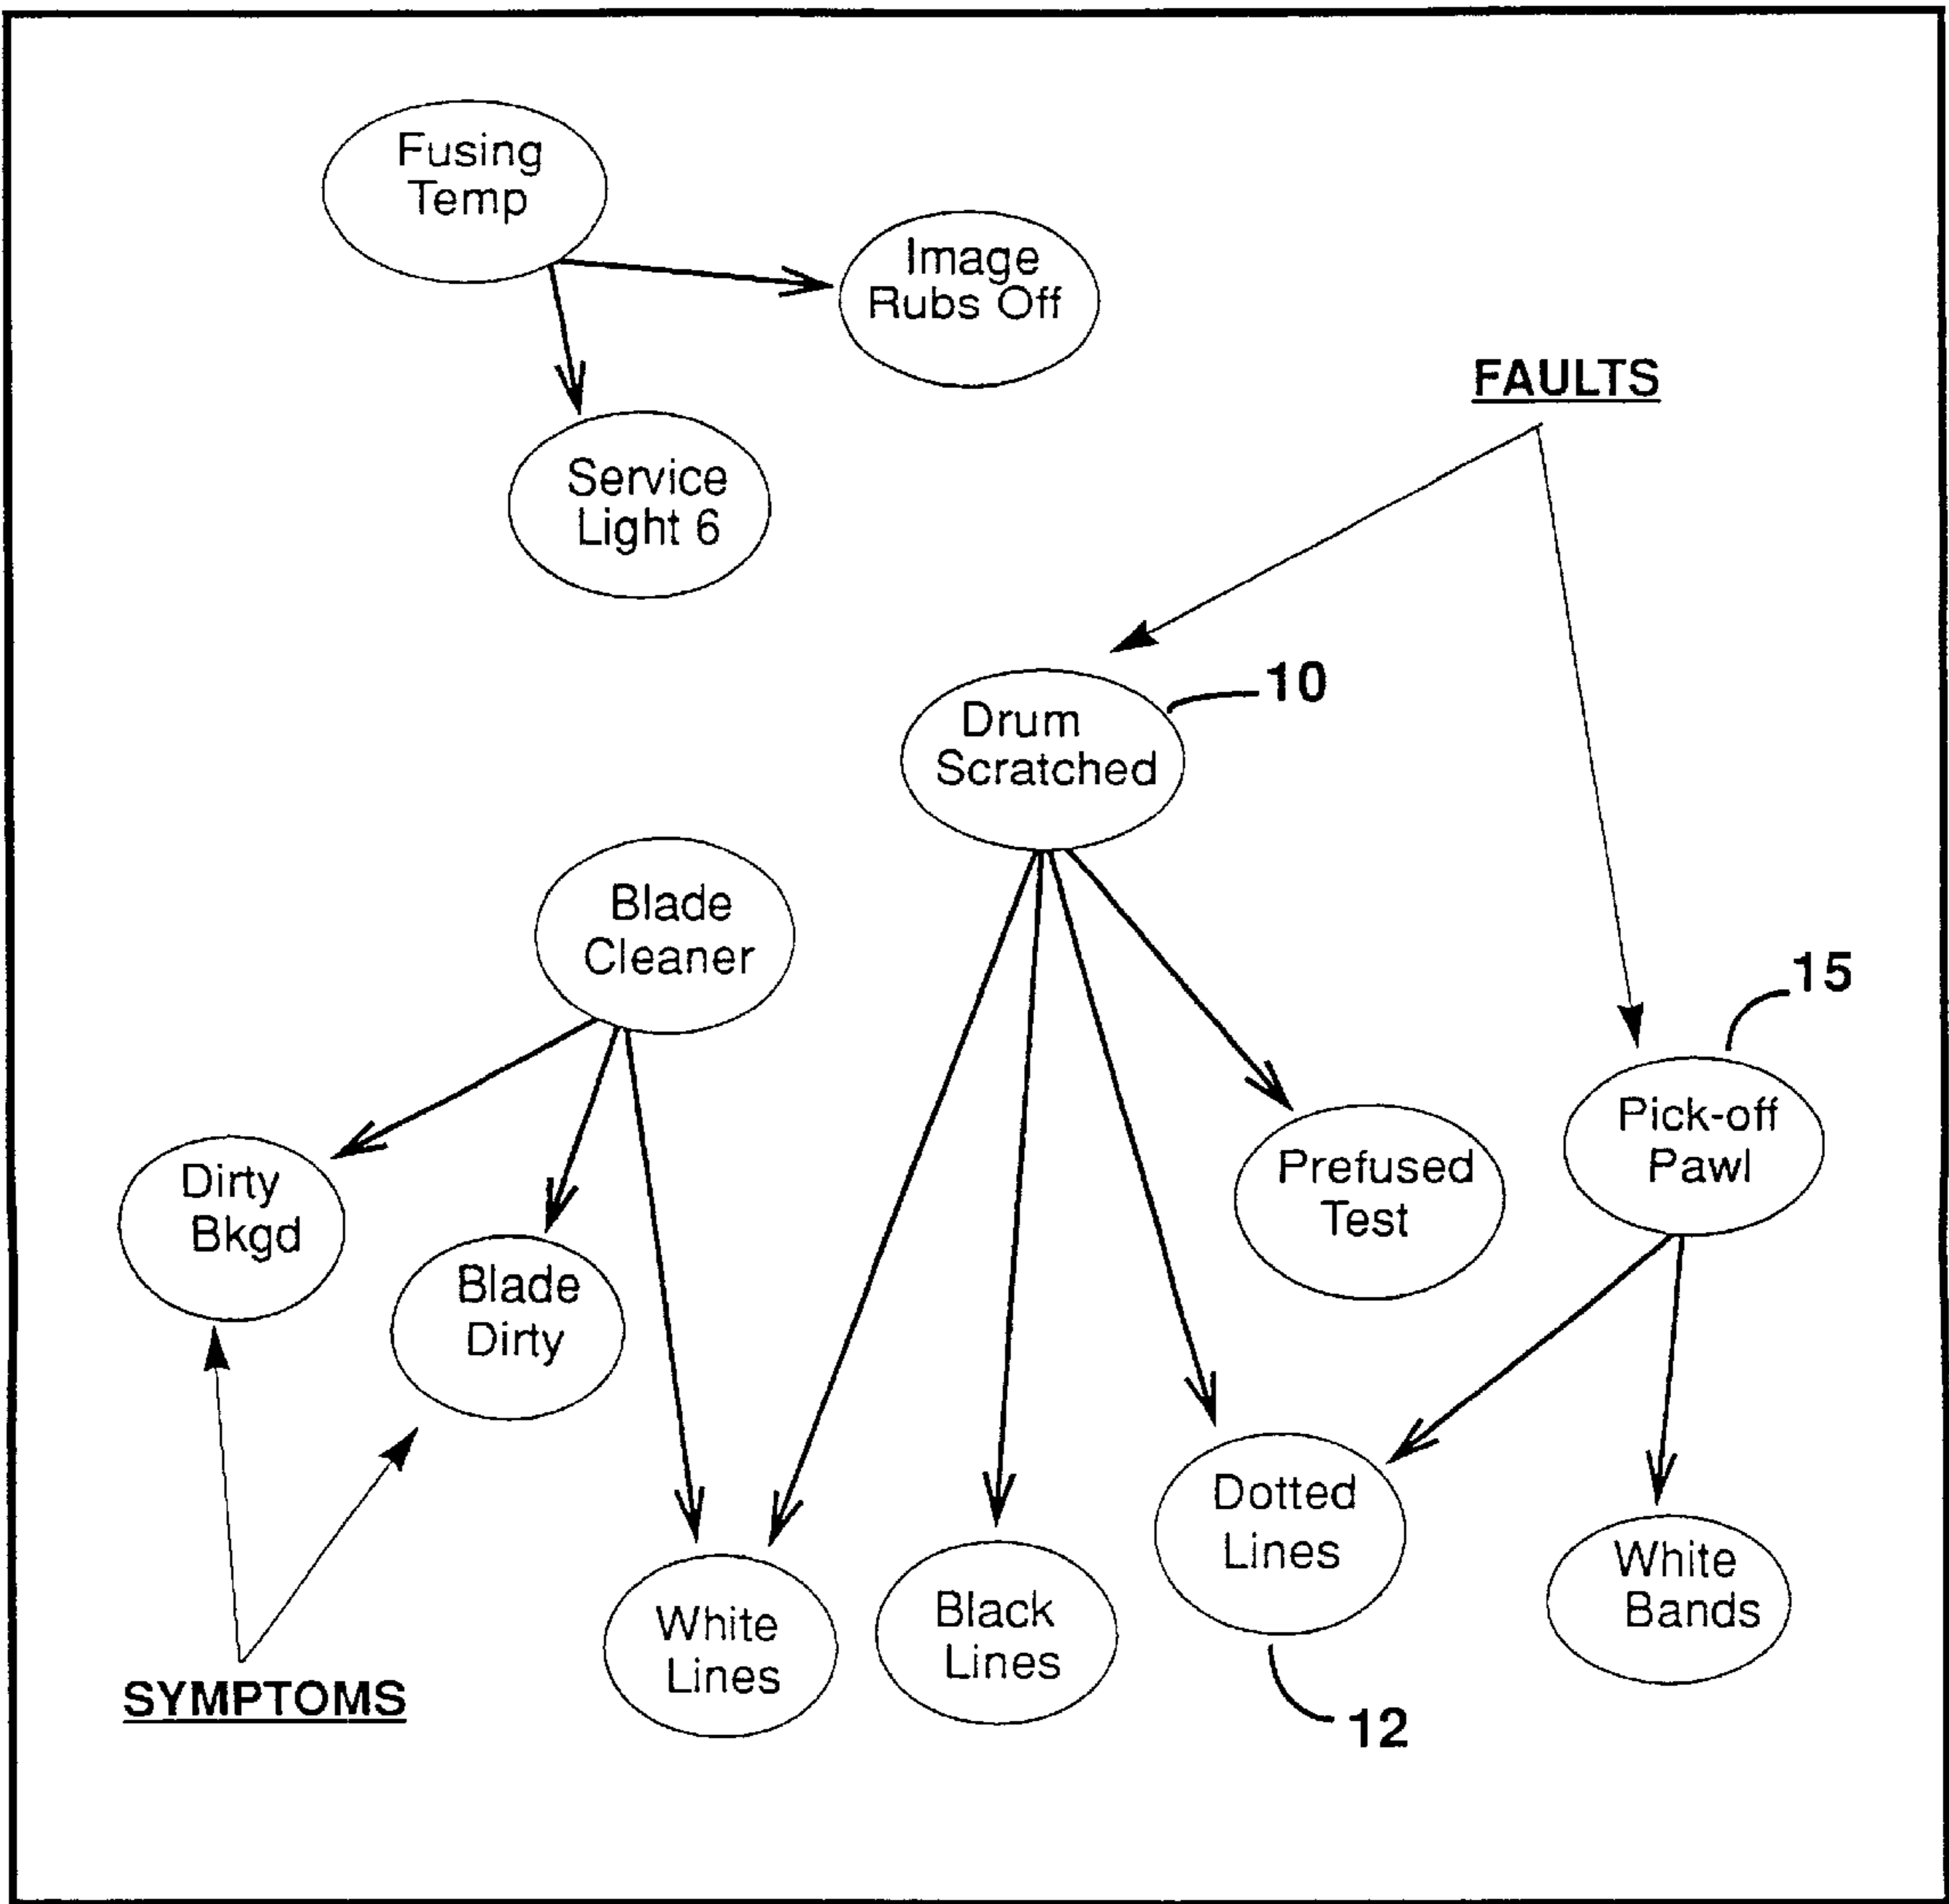 Fusing
Temp
Image
Rubs Off
FAULTS
Service
Light 6
10
Drum
Scratched
Blade
Cleaner
15
Pick-off
Pawl
Prefused
Test
Dirty
Bkgd
Blade
Dirty
Dotted
Lines
White
Bands
White
Lines
Black
Lines
SYMPTOMS
12